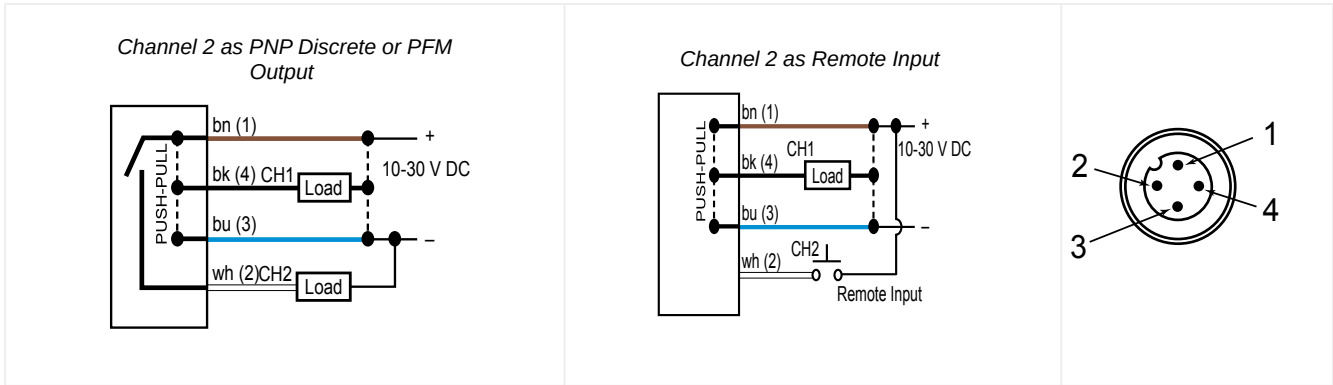 Channel 2 as PNP Discrete or PFM
Output
bn (1)
+
PUSH-PULL
bk (4) CH1
Load
10-30 V DC
bu (3)
–
wh (2)CH2
Load
Channel 2 as Remote Input
bn (1)
+
PUSH-PULL
CH1
10-30 V DC
bk (4)
Load
bu (3)
–
CH2
wh (2)
Remote Input
1
2
4
3